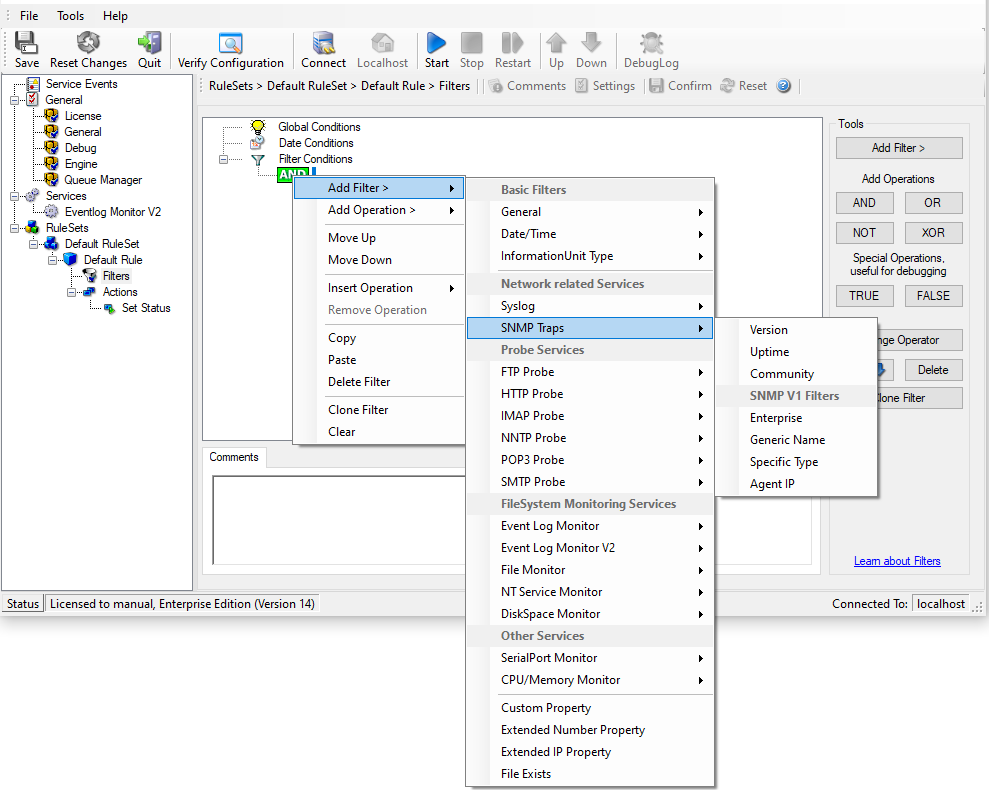 File Tools Help
Save Reset Changes Quit Verify Configuration Connect Localhost Start Stop Restart Up Down DebugLog
Service Events
General
License
General
Debug
Engine
Queue Manager
Services
Eventlog Monitor V2
RuleSets
Default RuleSet
Default Rule
Filters
Actions
Set Status
RuleSets > Default RuleSet > Default Rule > Filters Comments Settings Confirm Reset
Global Conditions
Date Conditions
Filter Conditions
AND
Add Filter >
Add Operation >
Move Up
Move Down
Insert Operation
Remove Operation
Copy
Paste
Delete Filter
Clone Filter
Clear
Basic Filters
General
Date/Time
InformationUnit Type
Network related Services
Syslog
SNMP Traps
Probe Services
FTP Probe
HTTP Probe
IMAP Probe
NNTP Probe
POP3 Probe
SMTP Probe
FileSystem Monitoring Services
Event Log Monitor
Event Log Monitor V2
File Monitor
NT Service Monitor
DiskSpace Monitor
Other Services
SerialPort Monitor
CPU/Memory Monitor
Custom Property
Extended Number Property
Extended IP Property
File Exists
Version
Uptime
Community
SNMP V1 Filters
Enterprise
Generic Name
Specific Type
Agent IP
Tools
Add Filter >
Add Operations
AND OR
NOT XOR
Special Operations,
useful for debugging
TRUE FALSE
Operator
Delete
Filter
Learn about Filters
Comments
Status Licensed to manual, Enterprise Edition (Version 14) Connected To: localhost